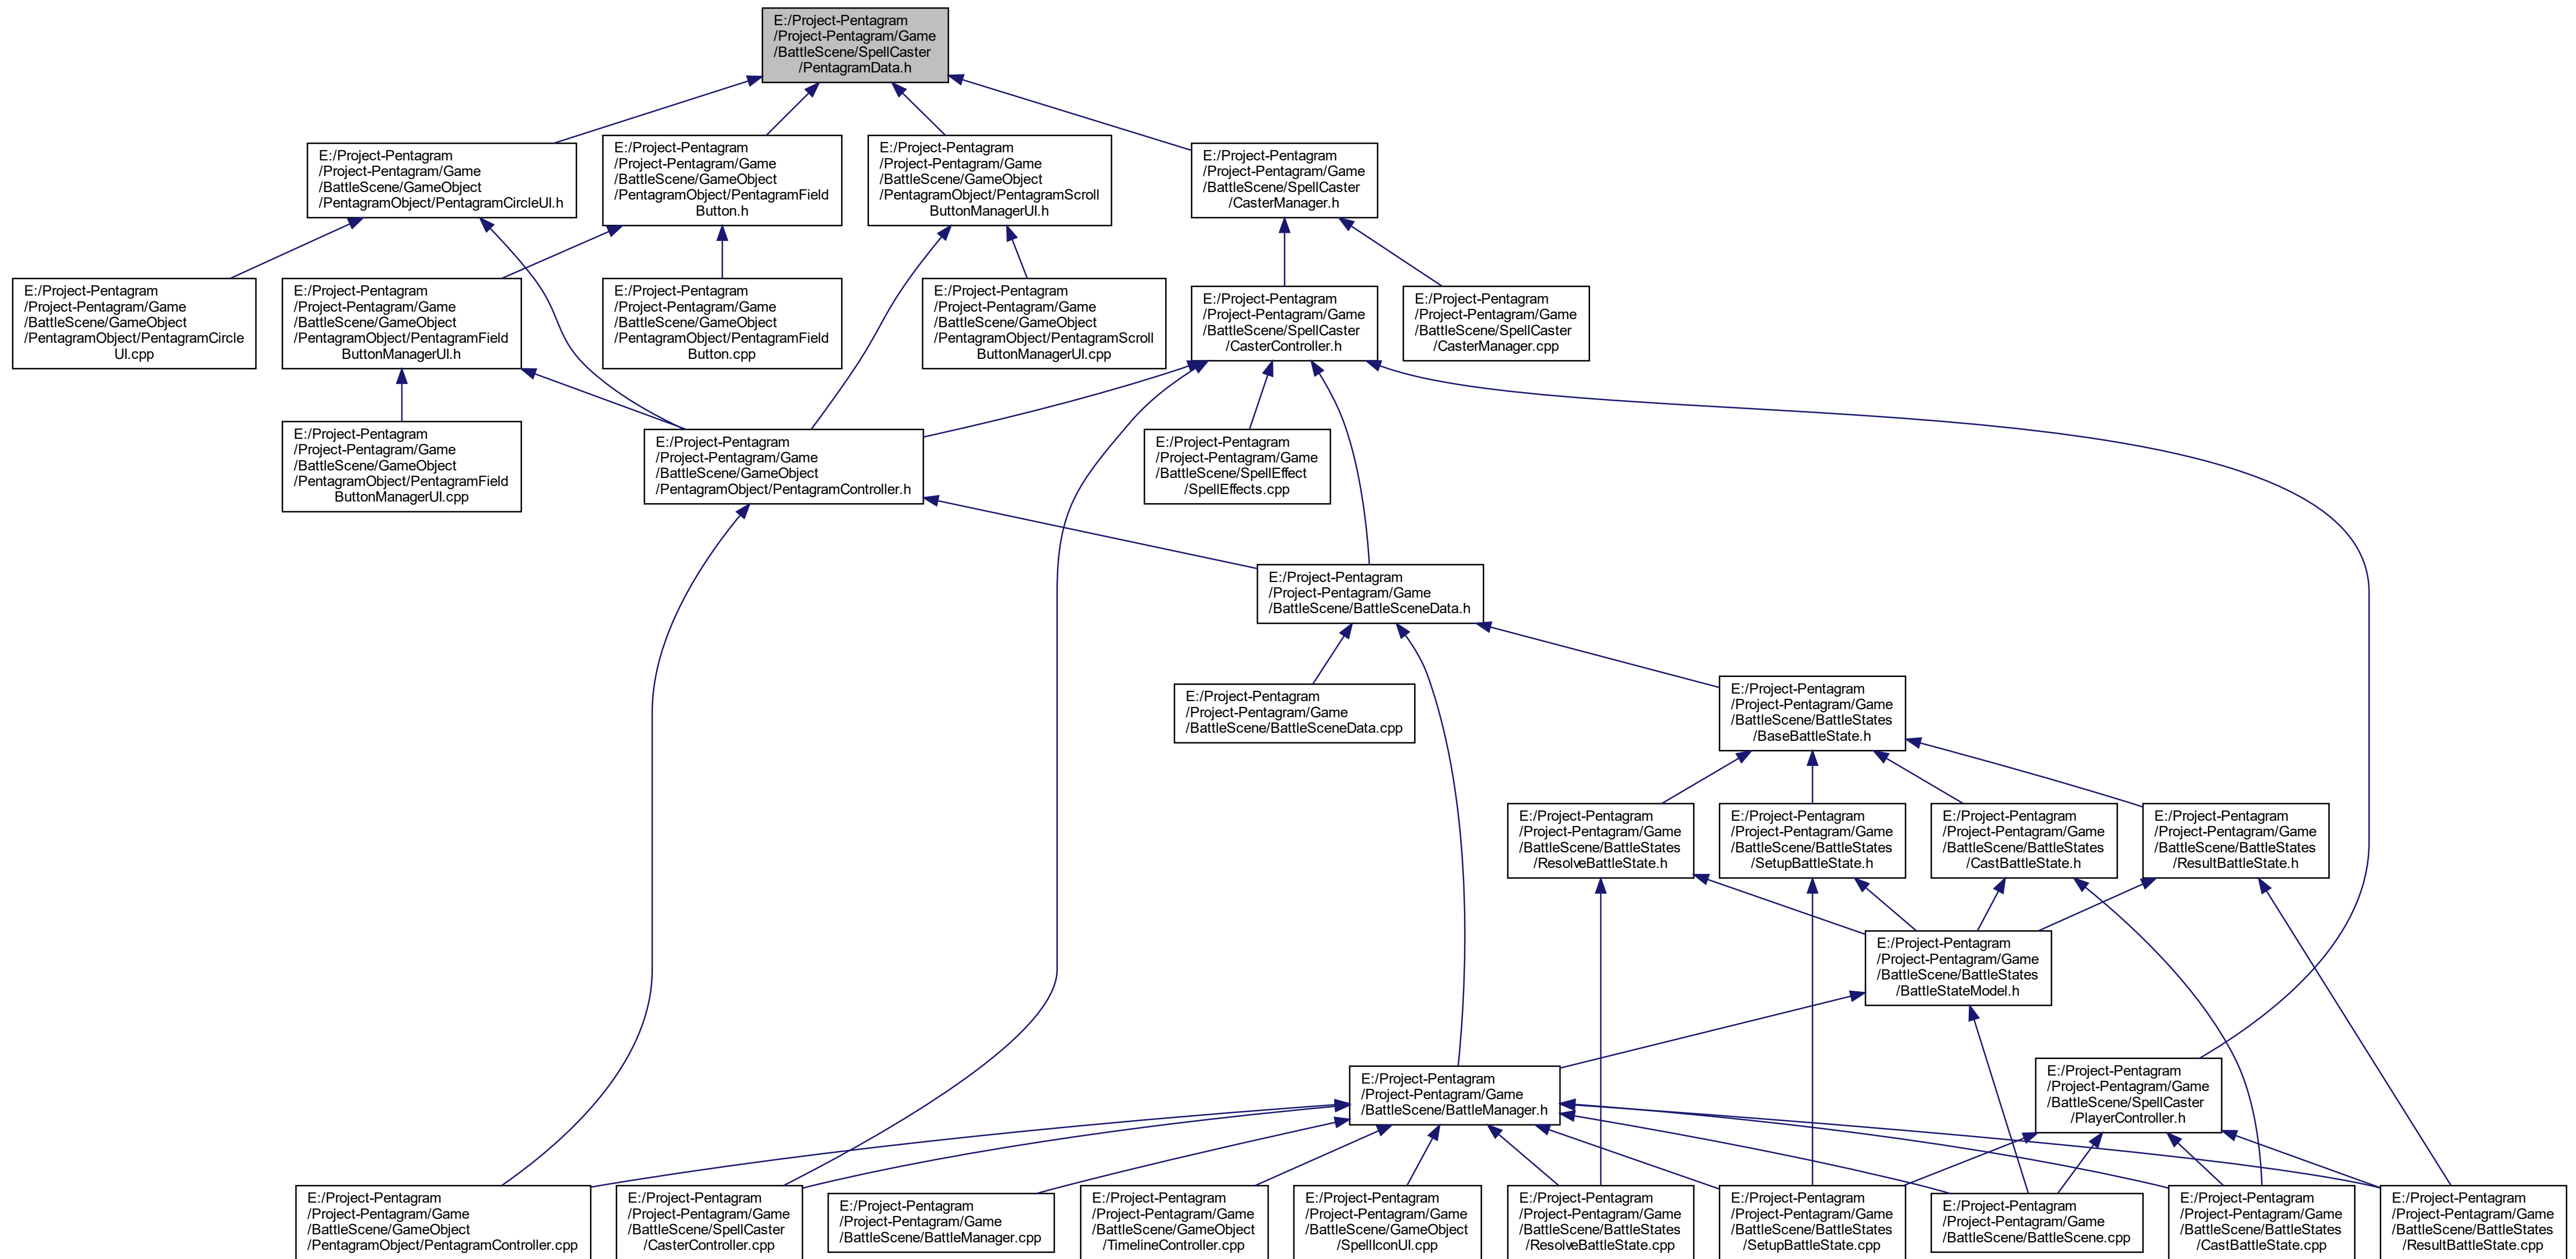 E:/Project-Pentagram
/Project-Pentagram/Game
/BattleScene/SpellCaster
/PentagramData.h
E:/Project-Pentagram
/Project-Pentagram/Game
/BattleScene/GameObject
/PentagramObject/PentagramCircleUI.h
E:/Project-Pentagram
/Project-Pentagram/Game
/BattleScene/GameObject
/PentagramObject/PentagramField
Button.h
E:/Project-Pentagram
/Project-Pentagram/Game
/BattleScene/GameObject
/PentagramObject/PentagramScroll
ButtonManagerUI.h
E:/Project-Pentagram
/Project-Pentagram/Game
/BattleScene/SpellCaster
/CasterManager.h
E:/Project-Pentagram
/Project-Pentagram/Game
/BattleScene/GameObject
/PentagramObject/PentagramCircle
UI.cpp
E:/Project-Pentagram
/Project-Pentagram/Game
/BattleScene/GameObject
/PentagramObject/PentagramField
ButtonManagerUI.h
E:/Project-Pentagram
/Project-Pentagram/Game
/BattleScene/GameObject
/PentagramObject/PentagramField
Button.cpp
E:/Project-Pentagram
/Project-Pentagram/Game
/BattleScene/GameObject
/PentagramObject/PentagramScroll
ButtonManagerUI.cpp
E:/Project-Pentagram
/Project-Pentagram/Game
/BattleScene/SpellCaster
/CasterController.h
E:/Project-Pentagram
/Project-Pentagram/Game
/BattleScene/SpellCaster
/CasterManager.cpp
E:/Project-Pentagram
/Project-Pentagram/Game
/BattleScene/GameObject
/PentagramObject/PentagramField
ButtonManagerUI.cpp
E:/Project-Pentagram
/Project-Pentagram/Game
/BattleScene/GameObject
/PentagramObject/PentagramController.h
E:/Project-Pentagram
/Project-Pentagram/Game
/BattleScene/SpellEffect
/SpellEffects.cpp
E:/Project-Pentagram
/Project-Pentagram/Game
/BattleScene/BattleSceneData.h
E:/Project-Pentagram
/Project-Pentagram/Game
/BattleScene/BattleSceneData.cpp
E:/Project-Pentagram
/Project-Pentagram/Game
/BattleScene/BattleStates
/BaseBattleState.h
E:/Project-Pentagram
/Project-Pentagram/Game
/BattleScene/BattleStates
/ResolveBattleState.h
E:/Project-Pentagram
/Project-Pentagram/Game
/BattleScene/BattleStates
/SetupBattleState.h
E:/Project-Pentagram
/Project-Pentagram/Game
/BattleScene/BattleStates
/CastBattleState.h
E:/Project-Pentagram
/Project-Pentagram/Game
/BattleScene/BattleStates
/ResultBattleState.h
E:/Project-Pentagram
/Project-Pentagram/Game
/BattleScene/BattleStates
/BattleStateModel.h
E:/Project-Pentagram
/Project-Pentagram/Game
/BattleScene/BattleManager.h
E:/Project-Pentagram
/Project-Pentagram/Game
/BattleScene/SpellCaster
/PlayerController.h
E:/Project-Pentagram
/Project-Pentagram/Game
/BattleScene/GameObject
/PentagramObject/PentagramController.cpp
E:/Project-Pentagram
/Project-Pentagram/Game
/BattleScene/SpellCaster
/CasterController.cpp
E:/Project-Pentagram
/Project-Pentagram/Game
/BattleScene/BattleManager.cpp
E:/Project-Pentagram
/Project-Pentagram/Game
/BattleScene/GameObject
/TimelineController.cpp
E:/Project-Pentagram
/Project-Pentagram/Game
/BattleScene/GameObject
/SpellIconUI.cpp
E:/Project-Pentagram
/Project-Pentagram/Game
/BattleScene/BattleStates
/ResolveBattleState.cpp
E:/Project-Pentagram
/Project-Pentagram/Game
/BattleScene/BattleStates
/SetupBattleState.cpp
E:/Project-Pentagram
/Project-Pentagram/Game
/BattleScene/BattleScene.cpp
E:/Project-Pentagram
/Project-Pentagram/Game
/BattleScene/BattleStates
/CastBattleState.cpp
E:/Project-Pentagram
/Project-Pentagram/Game
/BattleScene/BattleStates
/ResultBattleState.cpp